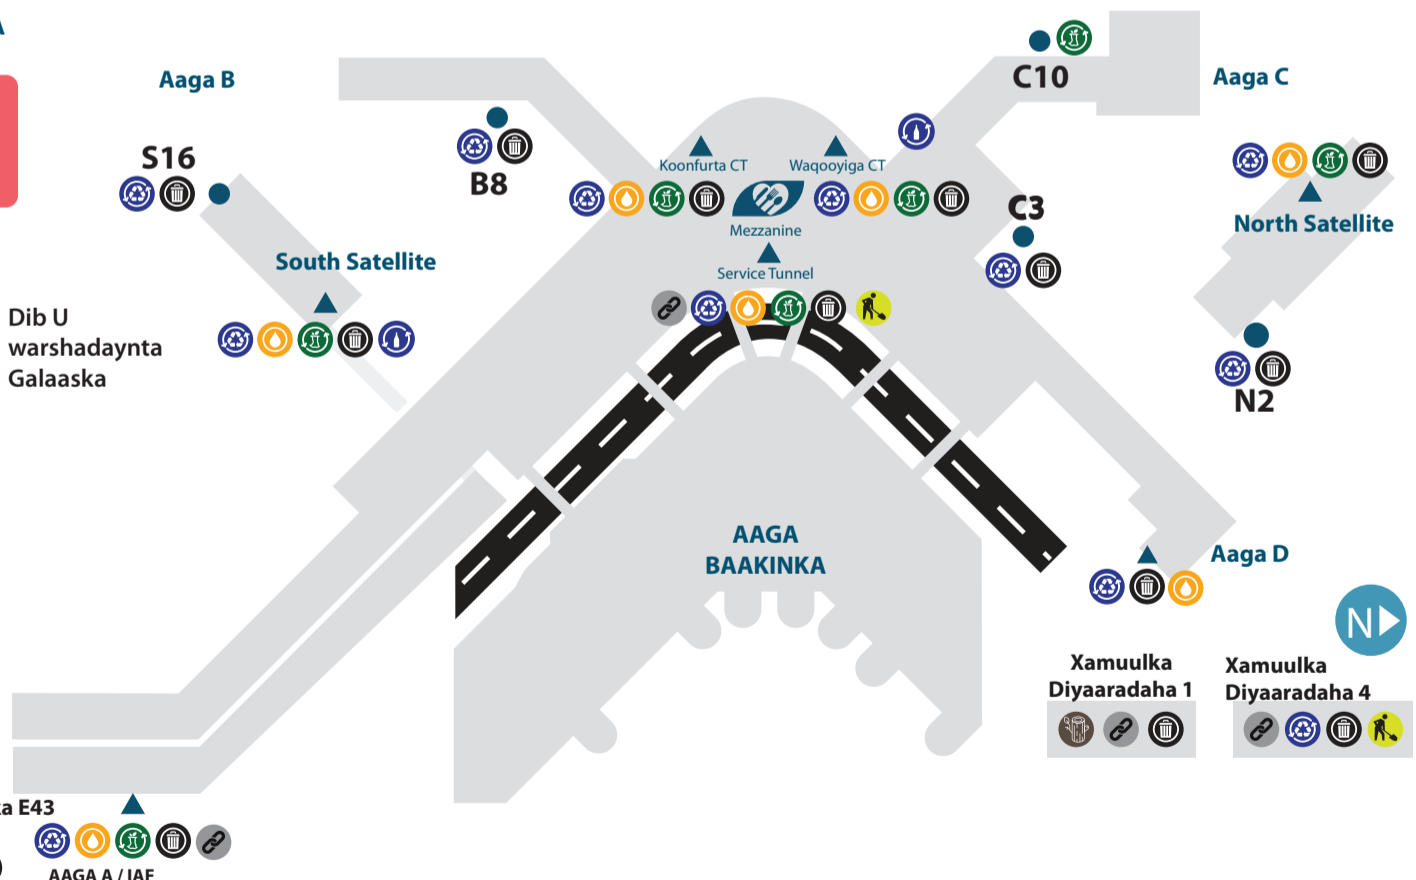 Aaga B
C10
Aaga C
S16
B8
Koonfurta CT
Waqooyiga CT
C3
North Satellite
Mezzanine
South Satellite
Service Tunnel
Dib U
warshadaynta
Galaaska
N2
AAGA
BAAKINKA
Aaga D
N
Xamuulka
Diyaaradaha 1
Xamuulka
Diyaaradaha 4
E43
AAGA A / IAF